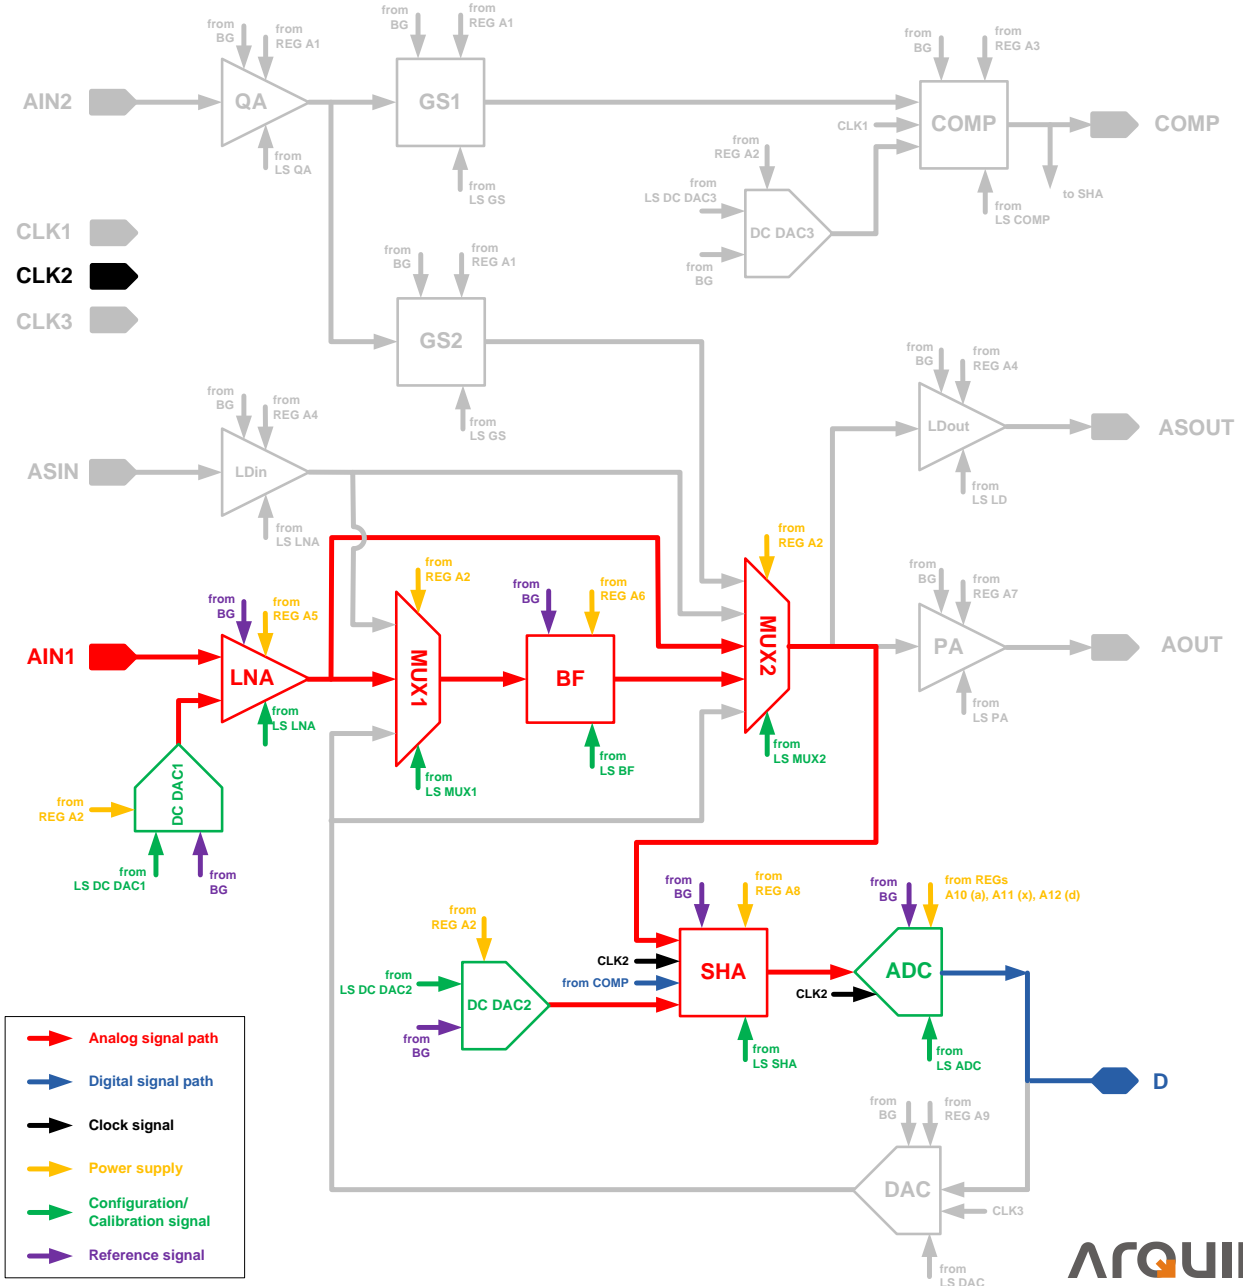 from
BG
from
REG A1
from
BG
from
REG A1
from
BG
from
REG A3
AIN2
QA
GS1
CLK1
COMP
COMP
from
LS QA
from
LS GS
from
REG A2
from
LS DC DAC3
DC DAC3
from
BG
to SHA
from
LS COMP
CLK1
CLK2
CLK3
from
BG
from
REG A1
GS2
from
LS GS
from
BG
from
REG A4
ASIN
LDin
from
LS LNA
from
BG
from
REG A4
LDout
ASOUT
from
LS LD
from
REG A2
from
REG A2
from
BG
from
REG A5
from
BG
from
REG A6
from
BG
from
REG A7
AIN1
LNA
MUX1
BF
MUX2
PA
AOUT
from
LS LNA
from
LS MUX1
from
LS BF
from
LS MUX2
from
LS PA
DC DAC1
from
REG A2
from
LS DC DAC1
from
BG
from
REG A2
from
BG
from
REG A8
from
BG
from REGs
A10 (a), A11 (x), A12 (d)
from
LS DC DAC2
DC DAC2
from
BG
CLK2
from COMP
SHA
CLK2
ADC
from
LS SHA
from
LS ADC
D
from
BG
from
REG A9
DAC
CLK3
from
LS DAC
Analog signal path
Digital signal path
Clock signal
Power supply
Configuration/
Calibration signal
Reference signal